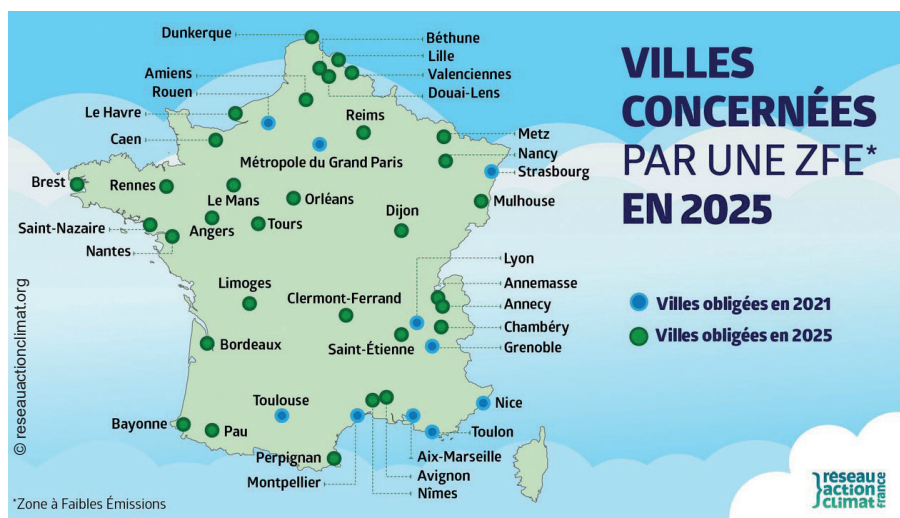 VILLES
CONCERNÉES
PAR UNE ZFE*
EN 2025
Villes obligées en 2021
Villes obligées en 2025
Dunkerque
Béthune
Lille
Valenciennes
Douai-Lens
Amiens
Rouen
Le Havre
Caen
Reims
Métropole du Grand Paris
Metz
Nancy
Strasbourg
Mulhouse
Brest
Rennes
Le Mans
Orléans
Angers
Tours
Dijon
Saint-Nazaire
Nantes
Lyon
Annemasse
Annecy
Chambéry
Grenoble
Limoges
Clermont-Ferrand
Saint-Étienne
Bordeaux
Toulouse
Nice
Toulon
Bayonne
Pau
Perpignan
Montpellier
Aix-Marseille
Avignon
Nîmes
© reseauactionclimat.org
*Zone à Faibles Émissions
réseau
action
climat
france